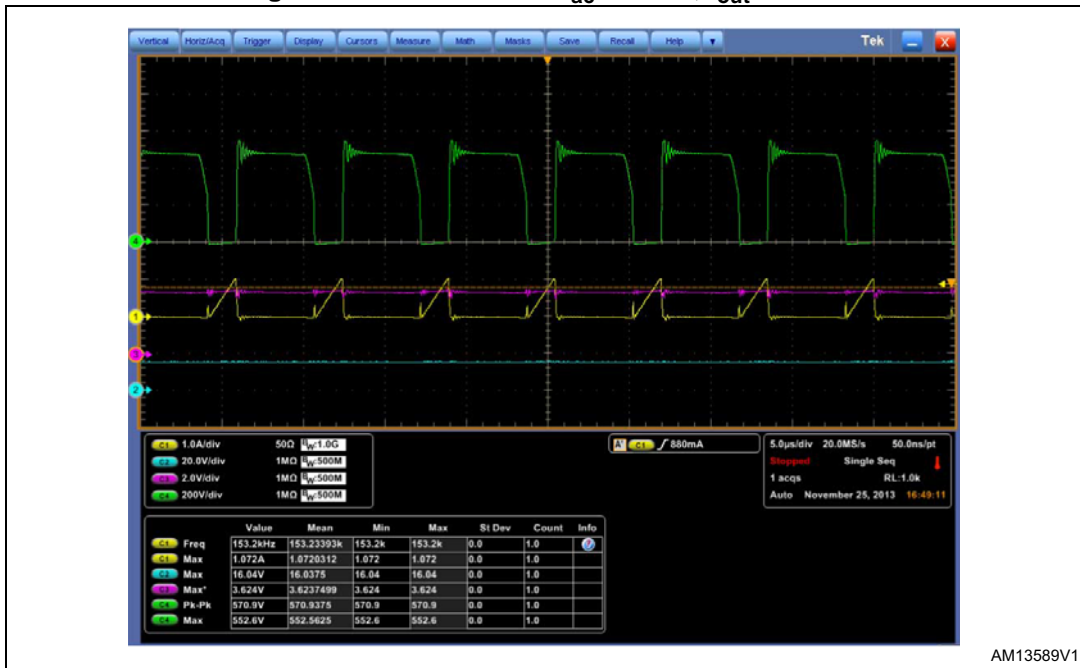 Vertical Horiz/Acq Trigger Display Cursors Measure Math Masks Save Recall Help Tek
4
1
3
2
C1 1.0A/div 50Ω BW:1.0G
C2 20.0V/div 1MΩ BW:500M
C3 2.0V/div 1MΩ BW:500M
C4 200V/div 1MΩ BW:500M
A' C1 880mA
5.0µs/div 20.0MS/s 50.0ns/pt
Stopped Single Seq
1 acqs RL:1.0k
Auto November 25, 2013 16:49:11
Value Mean Min Max St Dev Count Info
C1 Freq 153.2kHz 153.23393k 153.2k 153.2k 0.0 1.0
C1 Max 1.072A 1.0720312 1.072 1.072 0.0 1.0
C2 Max 16.04V 16.0375 16.04 16.04 0.0 1.0
C3 Max* 3.624V 3.6237499 3.624 3.624 0.0 1.0
C4 Pk-Pk 570.9V 570.9375 570.9 570.9 0.0 1.0
C4 Max 552.6V 552.5625 552.6 552.6 0.0 1.0
AM13589V1